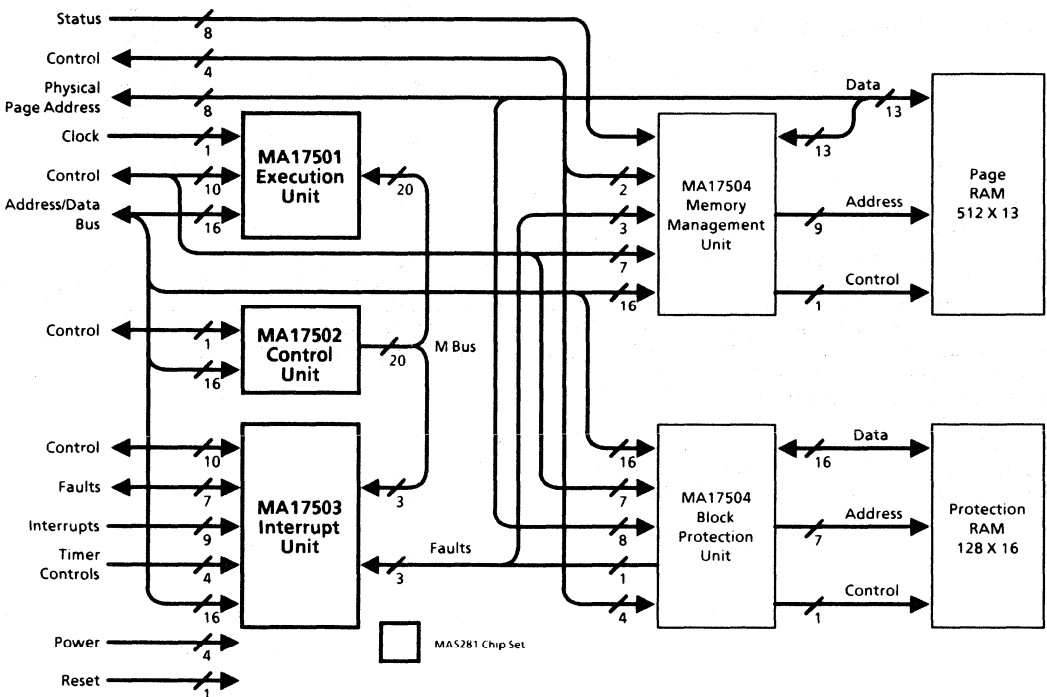 Status
8
Control
4
Physical
Page Address
8
Clock
1
Control
10
Address/Data
Bus
16
MA17501
Execution
Unit
20
Control
1
16
MA17502
Control
Unit
20
M Bus
Control
10
Faults
7
Interrupts
9
Timer
Controls
4
16
Power
4
Reset
1
MA17503
Interrupt
Unit
3
Faults
3
MAS281 Chip Set
2
3
7
16
MA17504
Memory
Management
Unit
Data
13
13
Address
9
Control
1
Page
RAM
512 X 13
16
7
8
1
4
MA17504
Block
Protection
Unit
Data
16
Address
7
Control
1
Protection
RAM
128 X 16